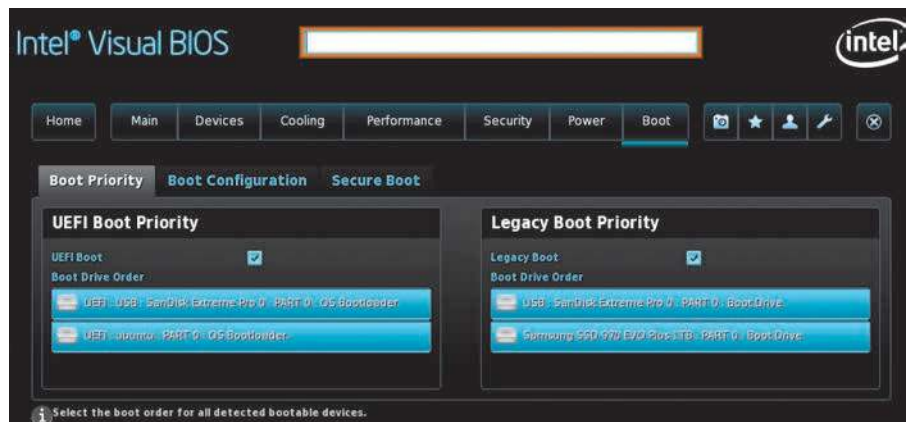 Intel® Visual BIOS
intel
Home Main Devices Cooling Performance Security Power Boot
Boot Priority Boot Configuration Secure Boot
UEFI Boot Priority
UEFI Boot
Boot Drive Order
UEFI : USB : SanDisk Extreme Pro 0 : PART 0 : OS Bootloader
UEFI : ubuntu : PART 0 : OS Bootloader
Legacy Boot Priority
Legacy Boot
Boot Drive Order
USB : SanDisk Extreme Pro 0 : PART 0 : Boot Drive
Samsung SSD 970 EVO Plus 1TB : PART 0 : Boot Drive
Select the boot order for all detected bootable devices.